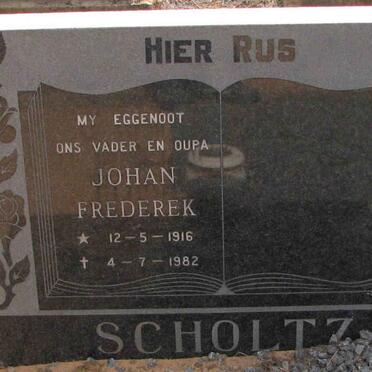 HIER RUS
MY EGGENOOT
ONS VADER EN OUPA
JOHAN
FREDEREK
★ 12-5-1916
✝ 4-7-1982
SCHOLTZ